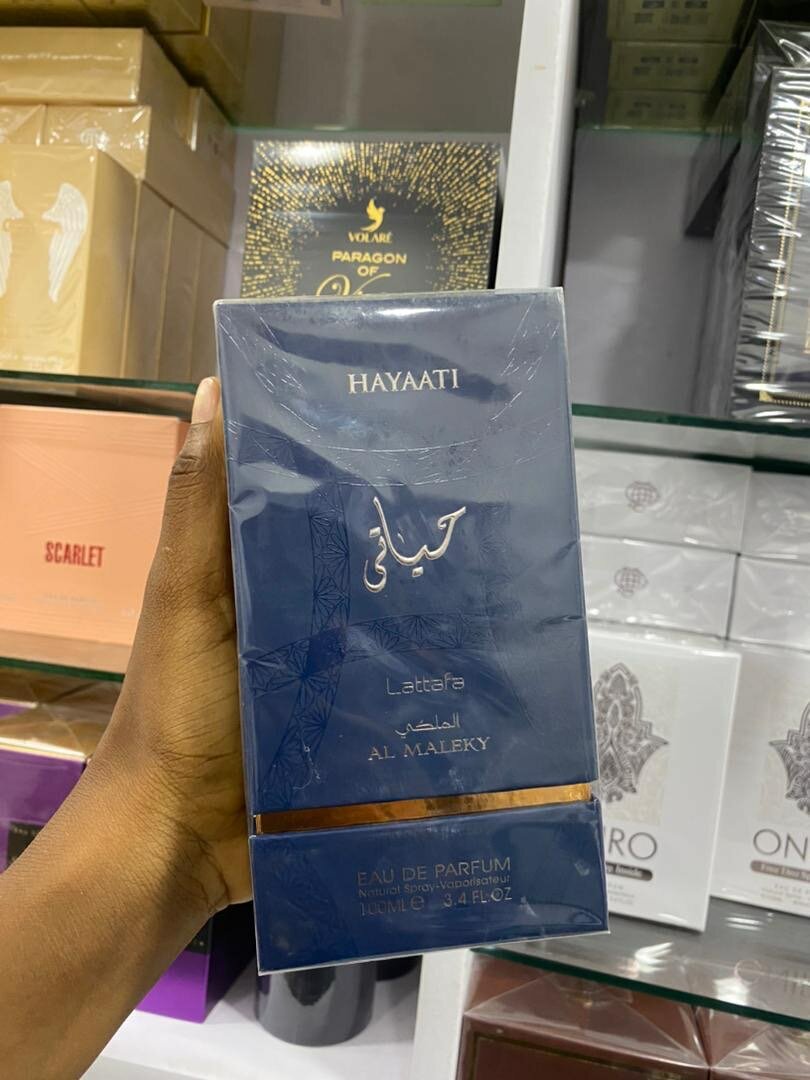 VOLARÉ
PARAGON
OF
HAYAATI
حياتي
Lattafa
الملكي
AL MALEKY
EAU DE PARFUM
Natural Spray-Vaporisateur
100ML e 3.4 FL.OZ
SCARLET
RO
ON